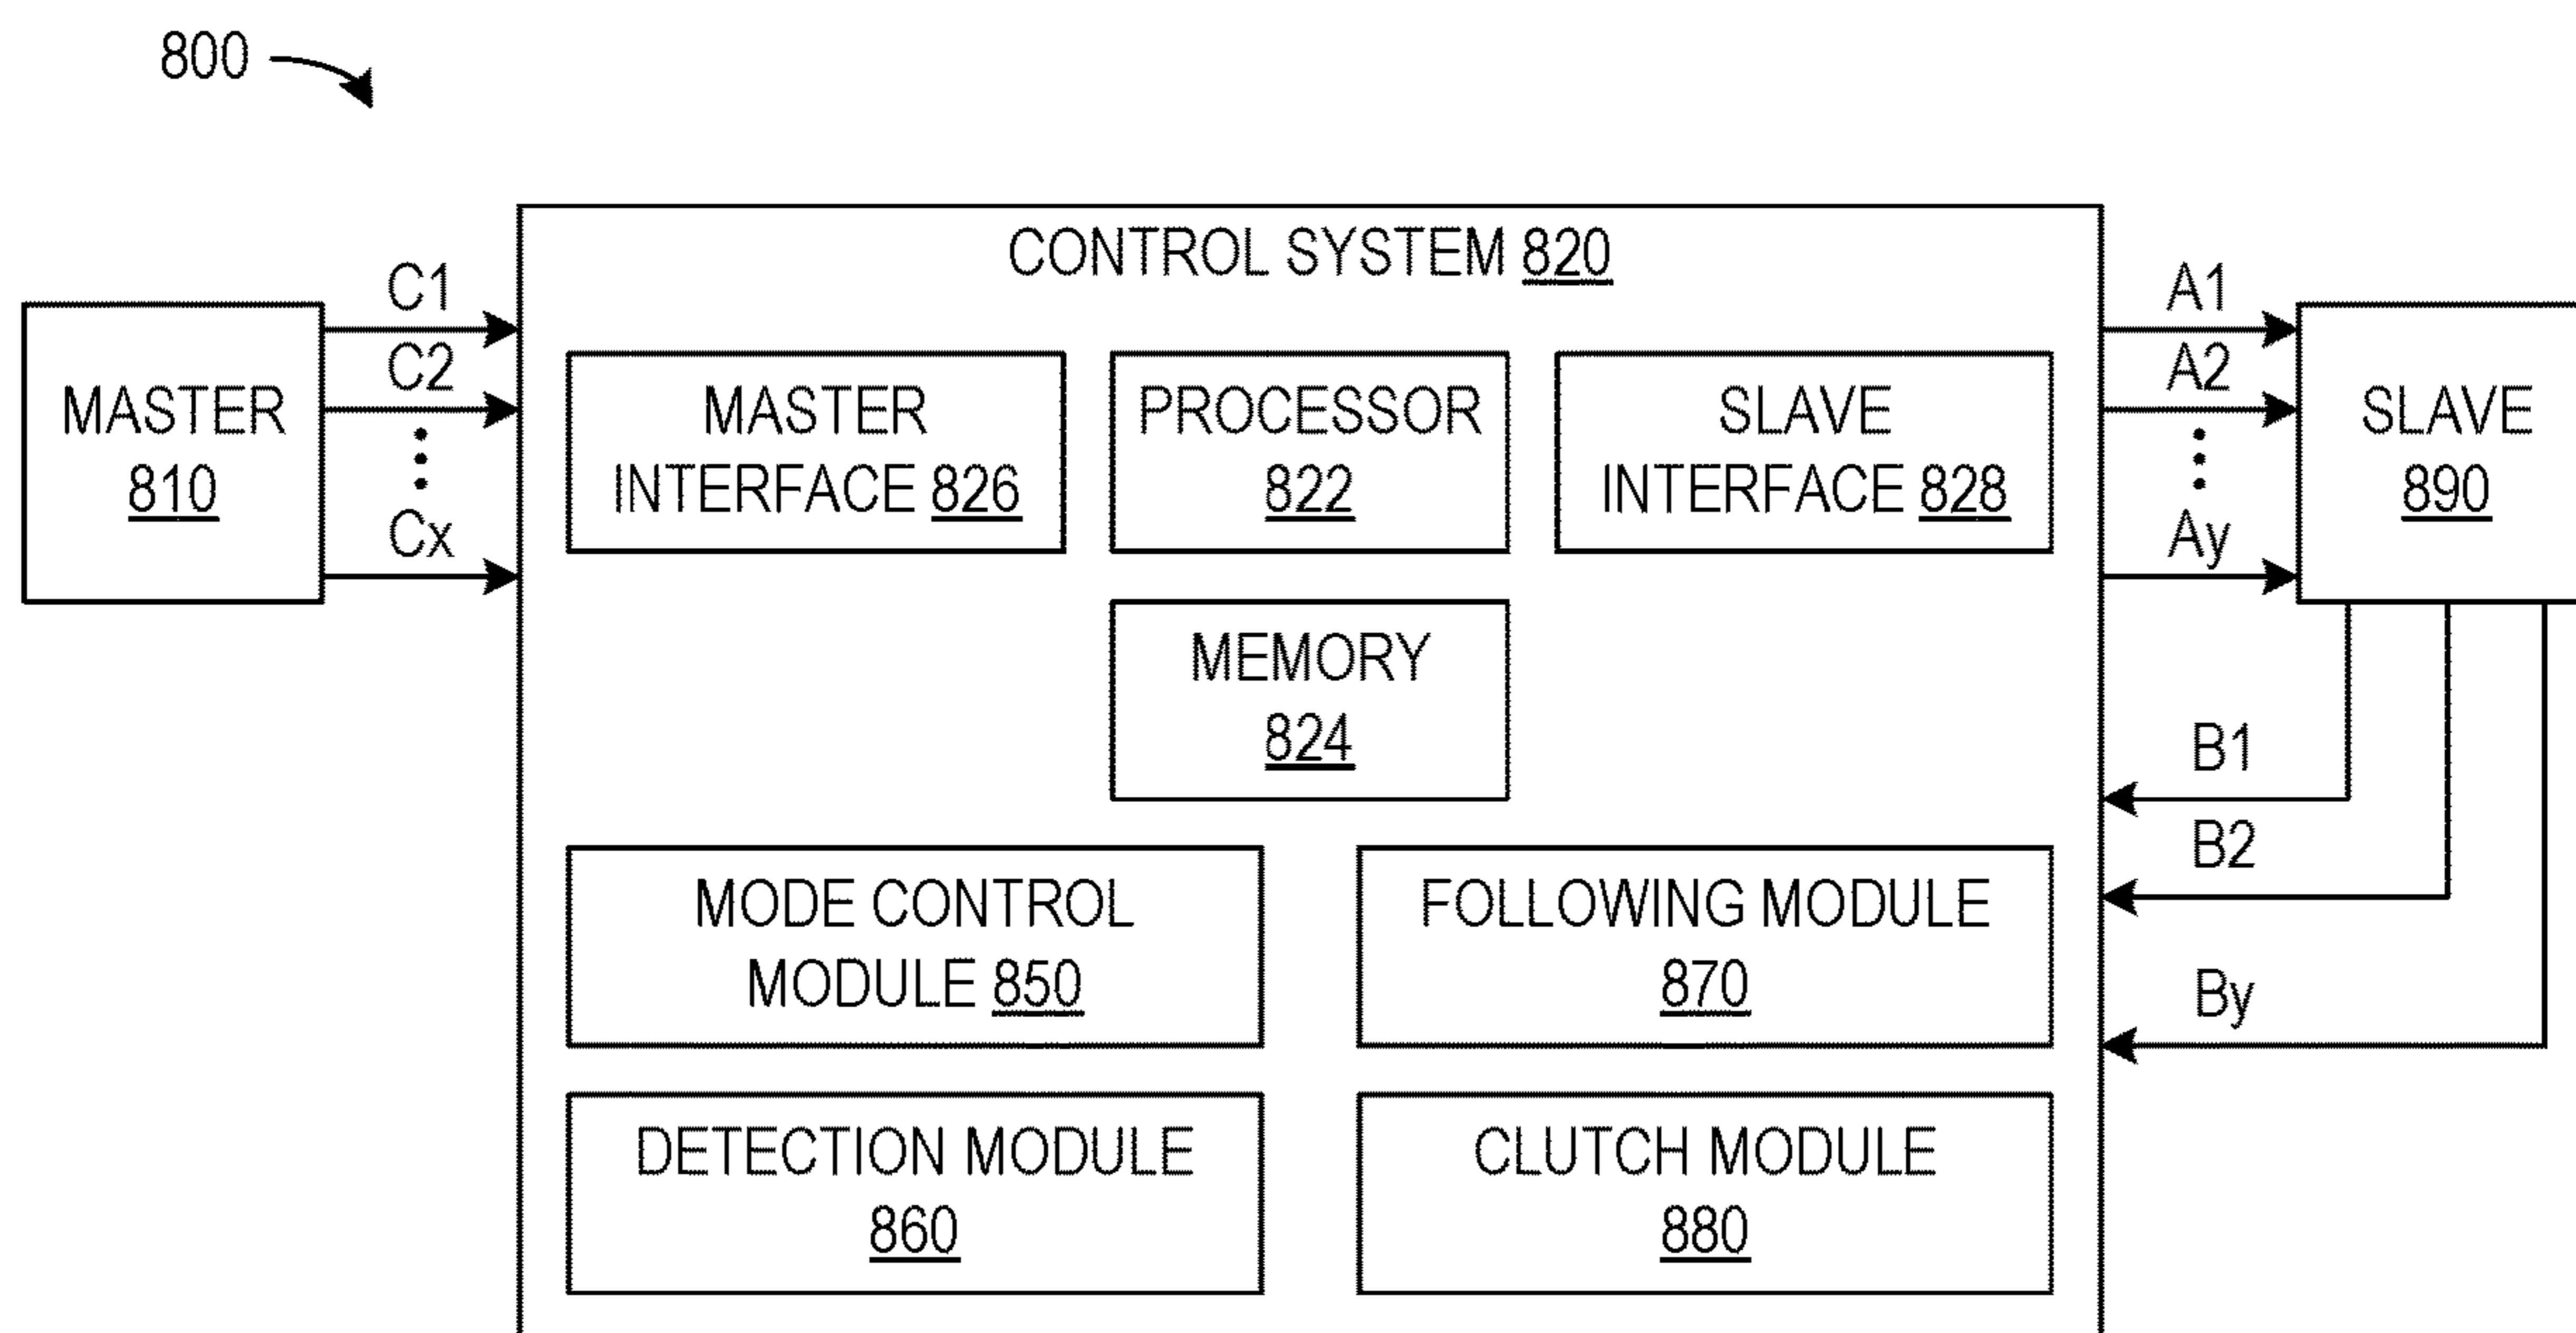 800
CONTROL SYSTEM 820
C1
C2
Cx
MASTER
810
MASTER
INTERFACE 826
PROCESSOR
822
SLAVE
INTERFACE 828
A1
A2
Ay
SLAVE
890
MEMORY
824
B1
B2
By
MODE CONTROL
MODULE 850
FOLLOWING MODULE
870
DETECTION MODULE
860
CLUTCH MODULE
880